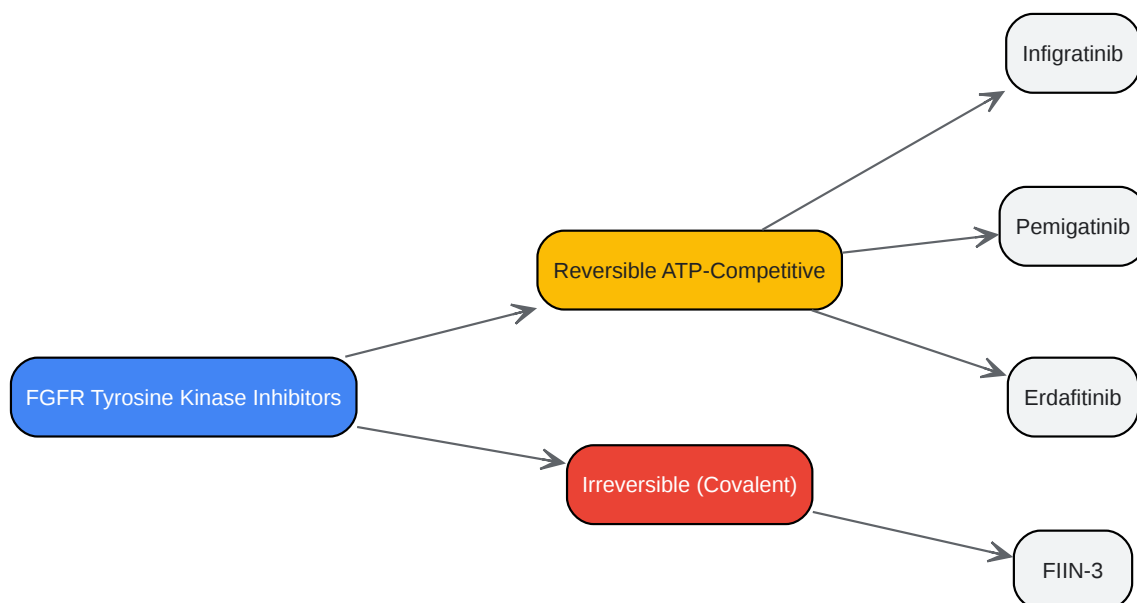 Infigratinib
Pemigatinib
Reversible ATP-Competitive
FGFR Tyrosine Kinase Inhibitors
Erdafitinib
Irreversible (Covalent)
FIIN-3